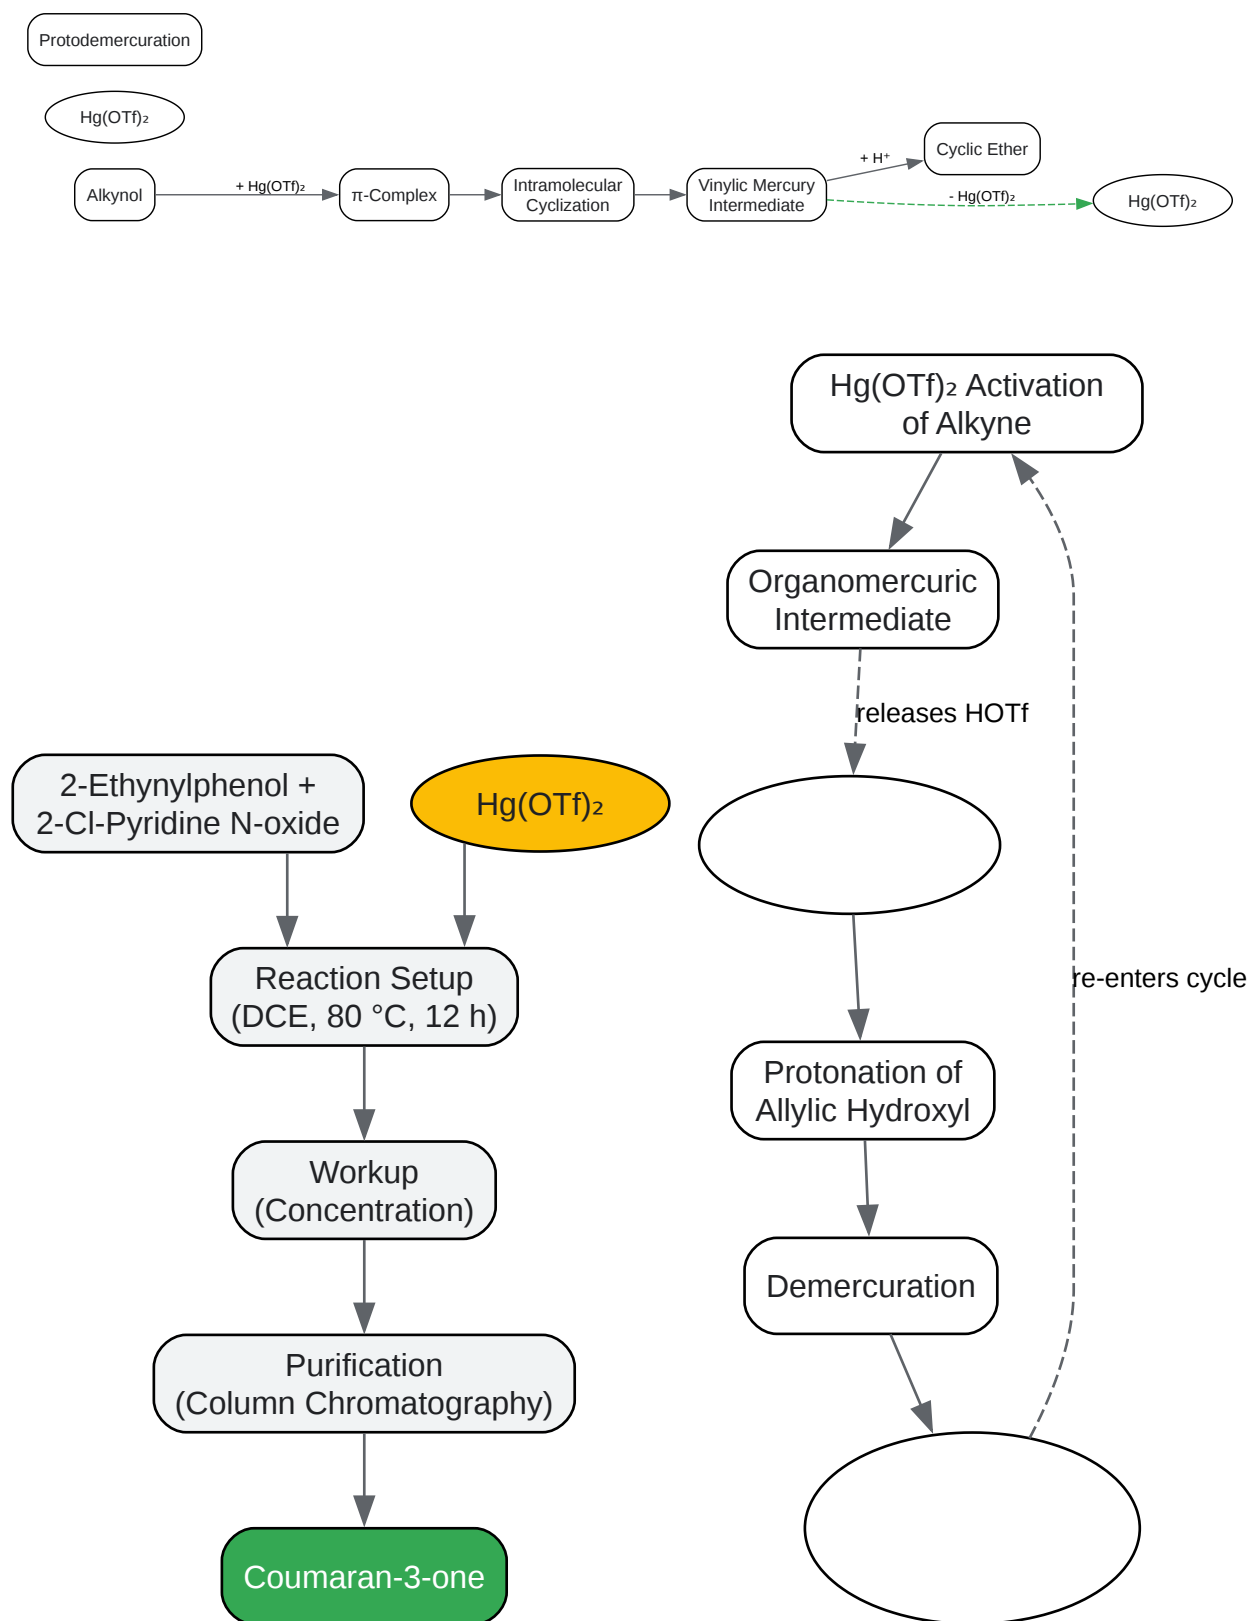 Protodemercuration
Hg(OTf)₂
Alkynol
+ Hg(OTf)₂
π-Complex
Intramolecular
Cyclization
Vinylic Mercury
Intermediate
+ H⁺
Cyclic Ether
- Hg(OTf)₂
Hg(OTf)₂
Hg(OTf)₂ Activation
of Alkyne
Organomercuric
Intermediate
releases HOTf
2-Ethynylphenol +
2-Cl-Pyridine N-oxide
Hg(OTf)₂
Reaction Setup
(DCE, 80 °C, 12 h)
re-enters cycle
Protonation of
Allylic Hydroxyl
Workup
(Concentration)
Demercuration
Purification
(Column Chromatography)
Coumaran-3-one